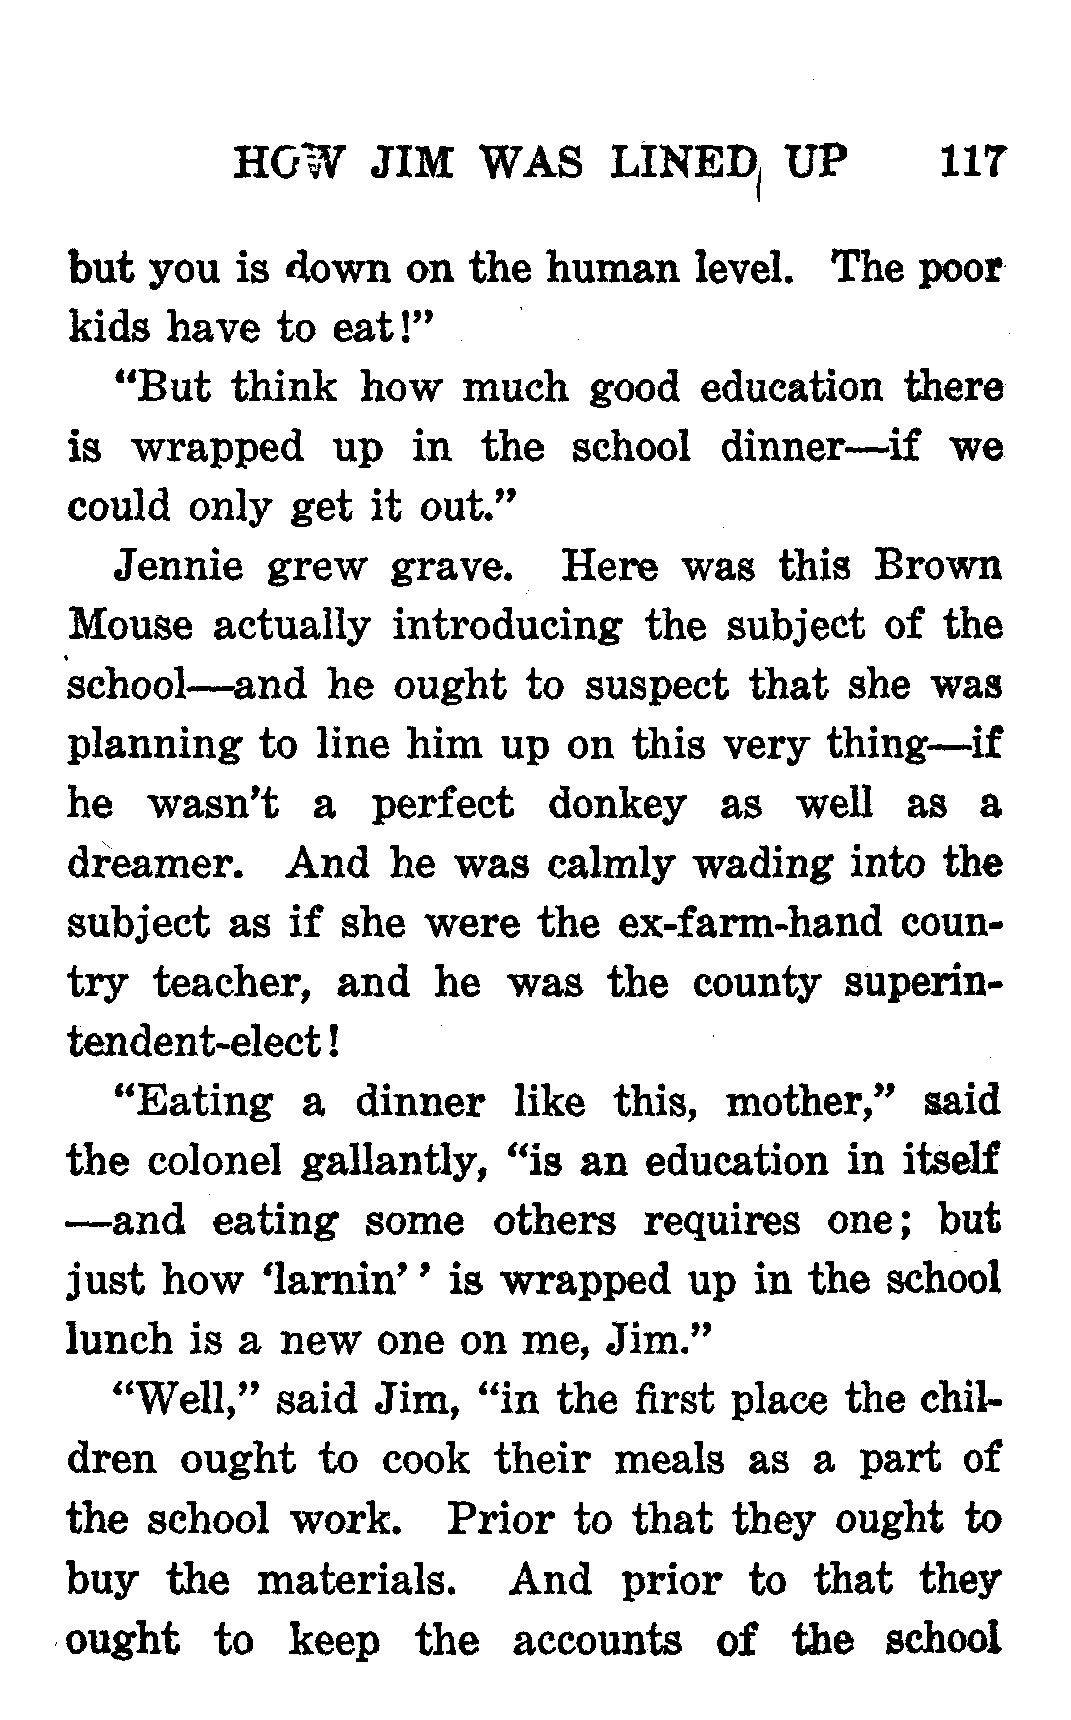 HOW JIM WAS LINED UP 117
but you is down on the human level. The poor
kids have to eat!”
“But think how much good education there
is wrapped up in the school dinner—if we
could only get it out.”
Jennie grew grave. Here was this Brown
Mouse actually introducing the subject of the
school—and he ought to suspect that she was
planning to line him up on this very thing—if
he wasn’t a perfect donkey as well as a
dreamer. And he was calmly wading into the
subject as if she were the ex-farm-hand coun-
try teacher, and he was the county superin-
tendent-elect!
“Eating a dinner like this, mother,” said
the colonel gallantly, “is an education in itself
—and eating some others requires one; but
just how ‘larnin’ ’ is wrapped up in the school
lunch is a new one on me, Jim.”
“Well,” said Jim, “in the first place the chil-
dren ought to cook their meals as a part of
the school work. Prior to that they ought to
buy the materials. And prior to that they
ought to keep the accounts of the school